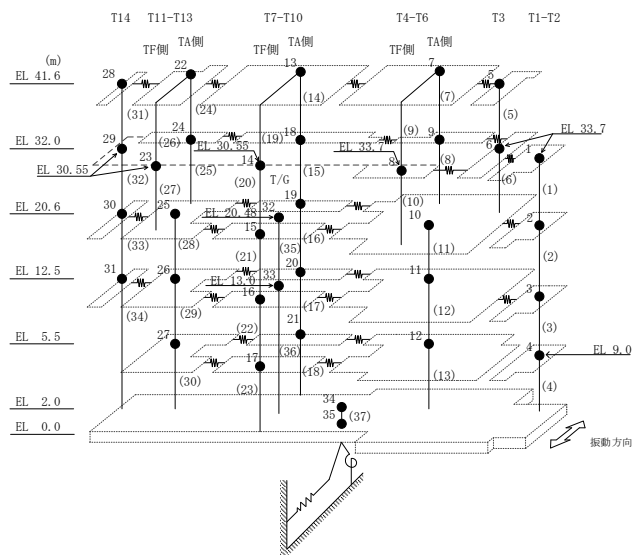 T14 T11-T13 T7-T10 T4-T6 T3 T1-T2
(m) TF側 TA側 TF側 TA側 TF側 TA側
EL 41.6 28 22 13 7 5
(31) (24) (14) (7) (5)
EL 32.0 29 24 18 9 6 1 EL 33.7
(26) (19) (9)
EL 30.55 23 EL 30.55 14 EL 33.7 8
(32) (25) (15) (8) (6) (1)
(27) (20) T/G (10)
EL 20.6 30 25 EL 20.48 32 19 10 2
15
(33) (28) (35) (16) (11) (2)
(21)
EL 12.5 31 26 EL 13.0 33 20 11 3
16
(34) (29) (17) (12) (3)
EL 5.5 27 (22) 21 12 4 EL 9.0
17 (36)
(30) (18) (13) (4)
(23)
EL 2.0 34
EL 0.0 35 (37)
振動方向